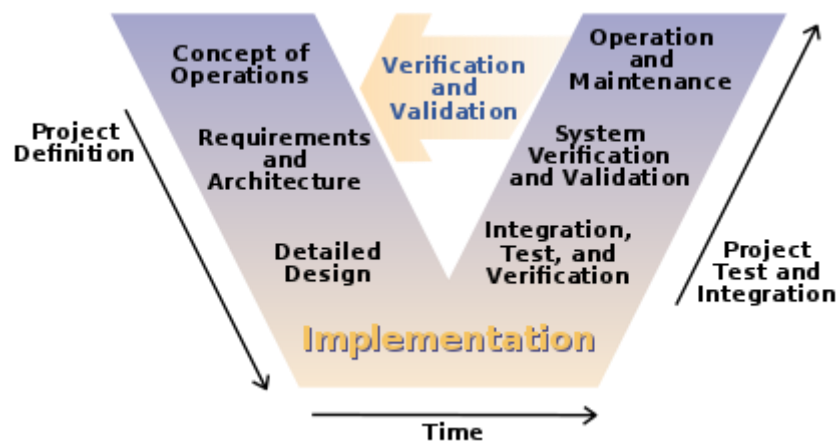 Concept of
Operations
Verification
and
Validation
Operation
and
Maintenance
Project
Definition
Requirements
and
Architecture
System
Verification
and Validation
Detailed
Design
Integration,
Test, and
Verification
Project
Test and
Integration
Implementation
Time